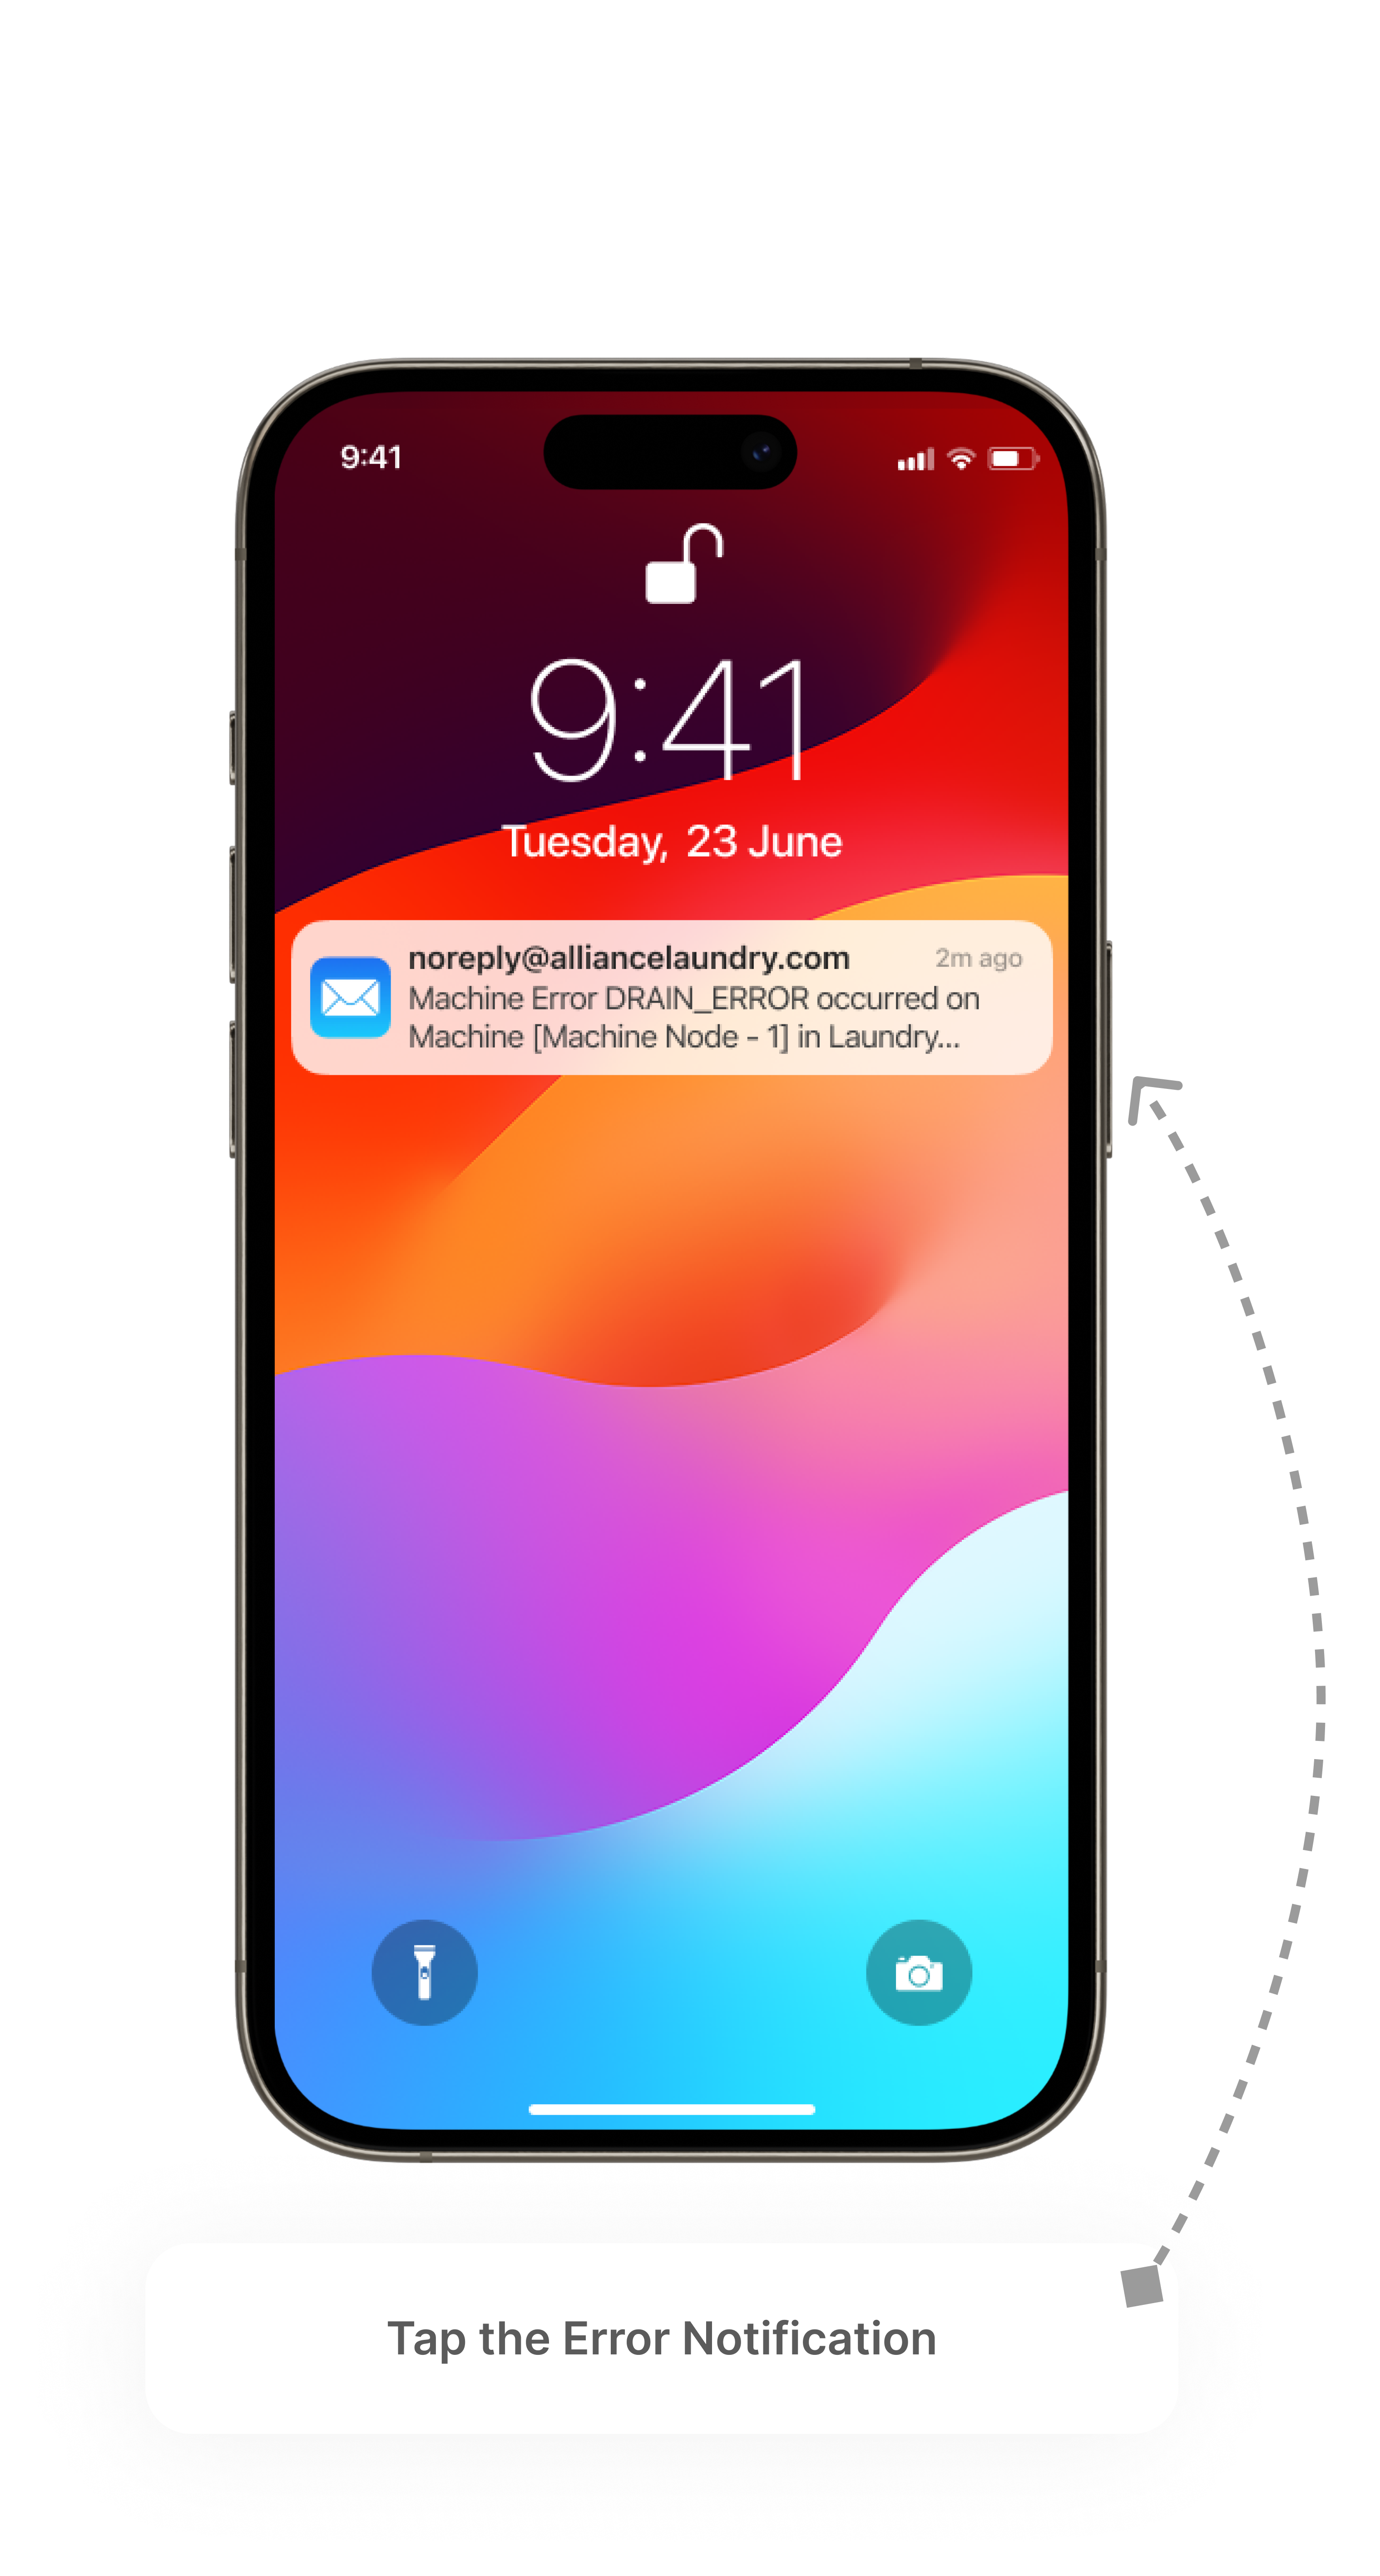 9:41
9:41
Tuesday, 23 June
noreply@alliancelaundry.com 2m ago
Machine Error DRAIN_ERROR occurred on
Machine [Machine Node - 1] in Laundry...
Tap the Error Notification